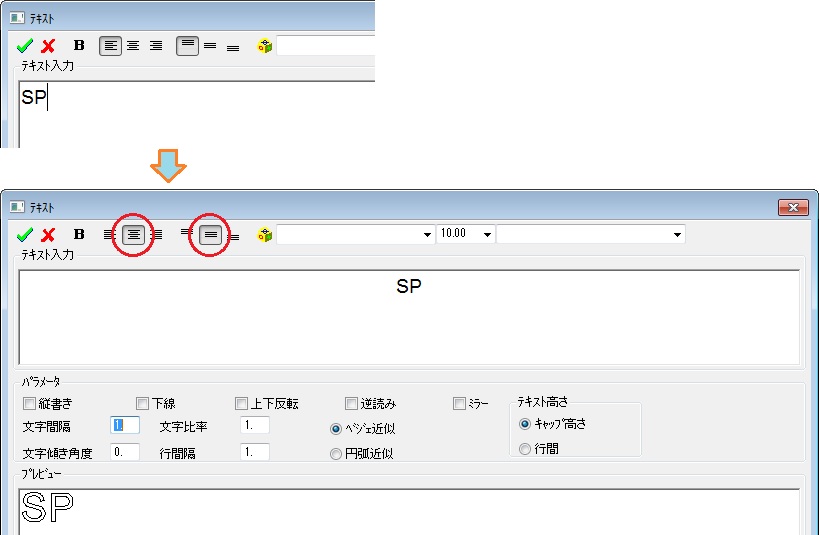 テキスト
B
テキスト入力
SP
テキスト
B 10.00
テキスト入力
SP
パラメータ
縦書き 下線 上下反転 逆読み ミラー テキスト高さ
文字間隔 1. 文字比率 1. ベジェ近似 キャップ高さ
文字傾き角度 0. 行間隔 1. 円弧近似 行間
プレビュー
SP